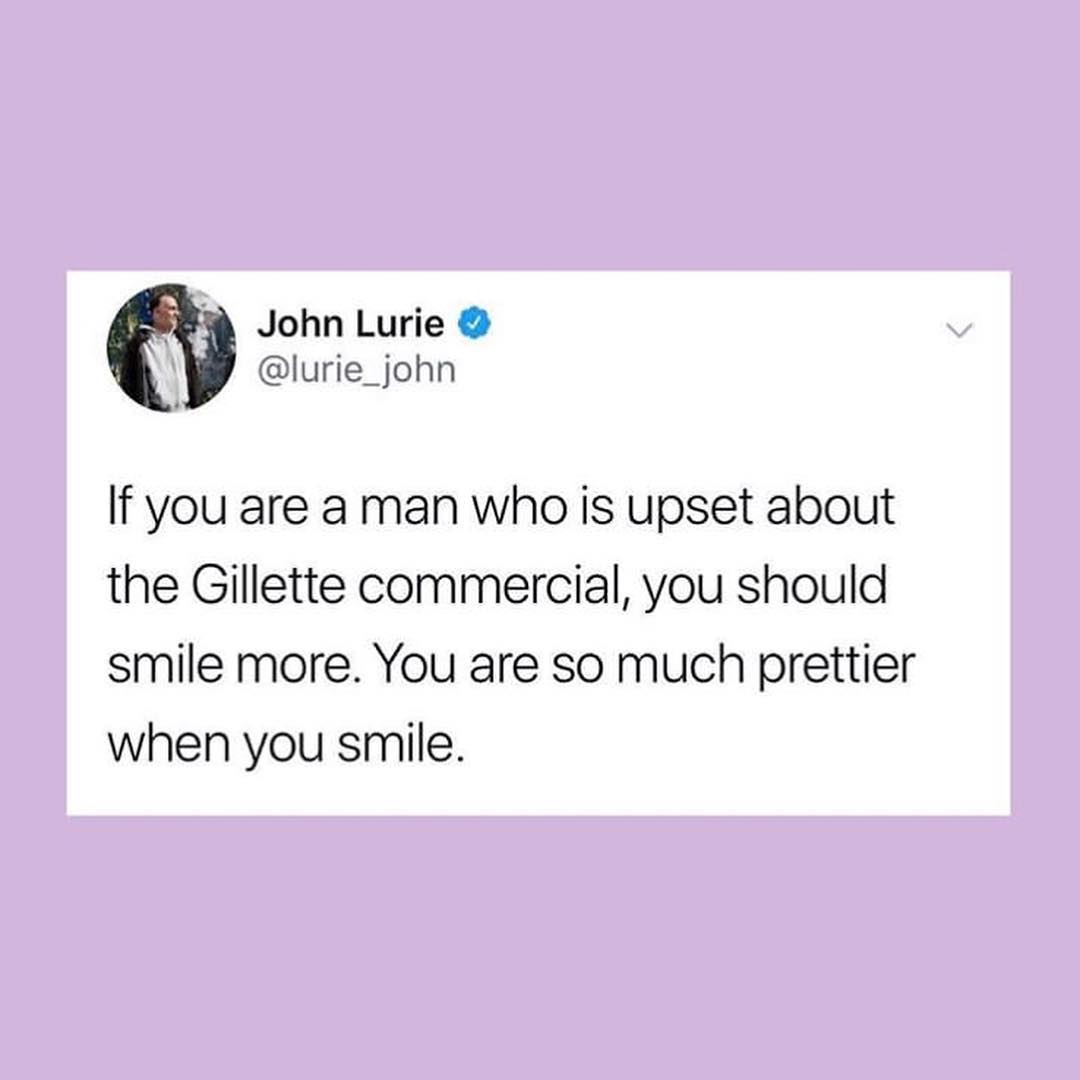 John Lurie
@lurie_john
If you are a man who is upset about
the Gillette commercial, you should
smile more. You are so much prettier
when you smile.